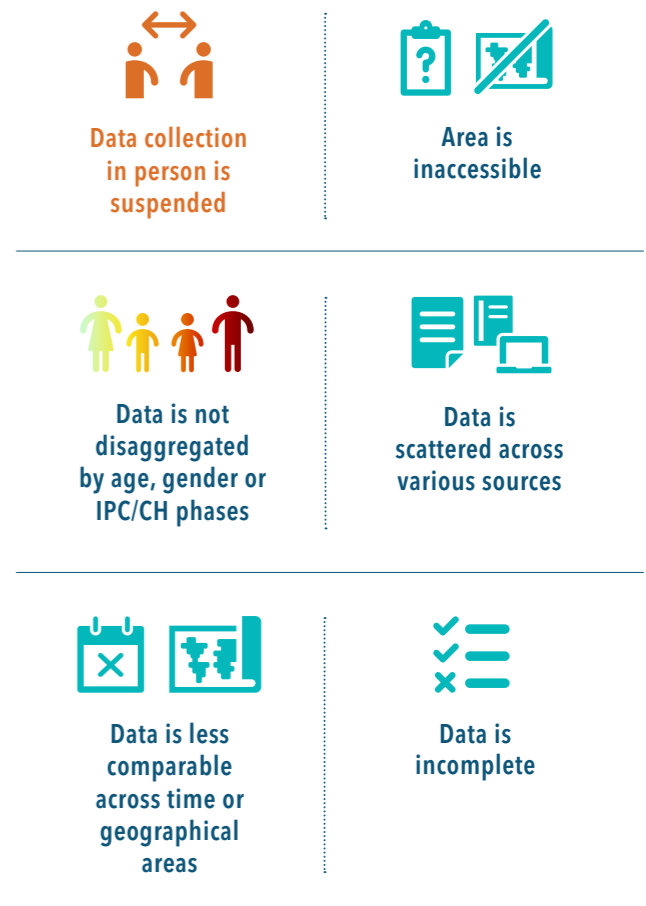 Data collection
in person is
suspended
?
Area is
inaccessible
Data is not
disaggregated
by age, gender or
IPC/CH phases
Data is
scattered across
various sources
Data is less
comparable
across time or
geographical
areas
Data is
incomplete